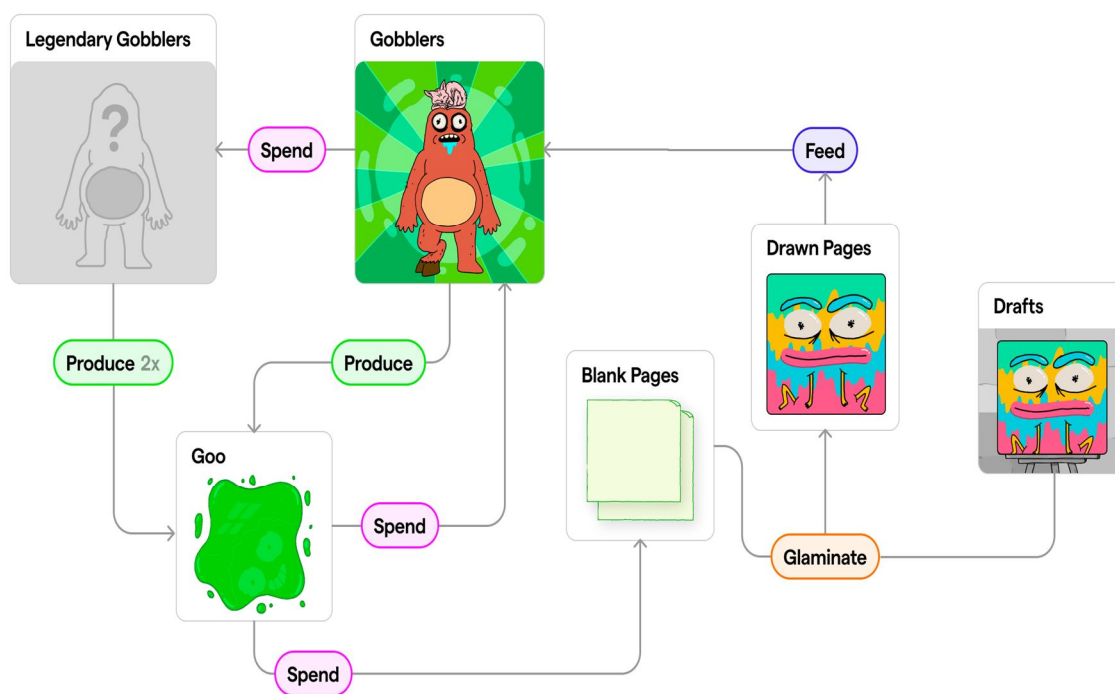 Legendary Gobblers
Gobblers
Spend
Feed
Drawn Pages
Drafts
Produce 2x
Produce
Blank Pages
Goo
Spend
Glaminate
Spend